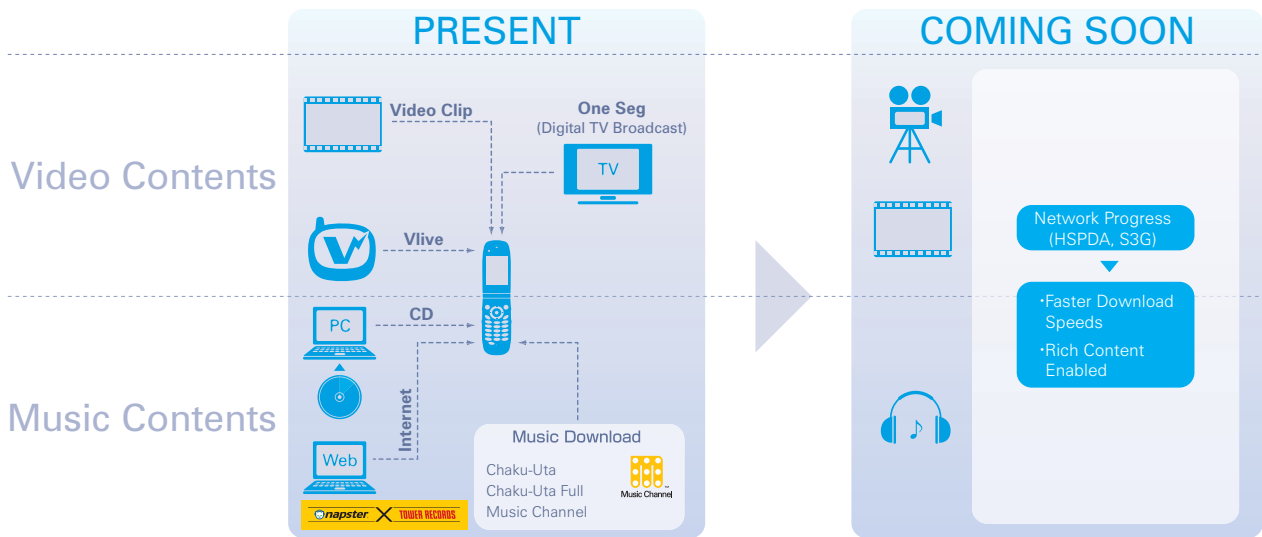 PRESENT
COMING SOON
Video Contents
Video Clip
One Seg
(Digital TV Broadcast)
TV
V
Vlive
Network Progress
(HSPDA, S3G)
・Faster Download
Speeds
・Rich Content
Enabled
Music Contents
PC
CD
Internet
Web
napster X TOWER RECORDS
Music Download
Chaku-Uta
Chaku-Uta Full
Music Channel
Music Channel™